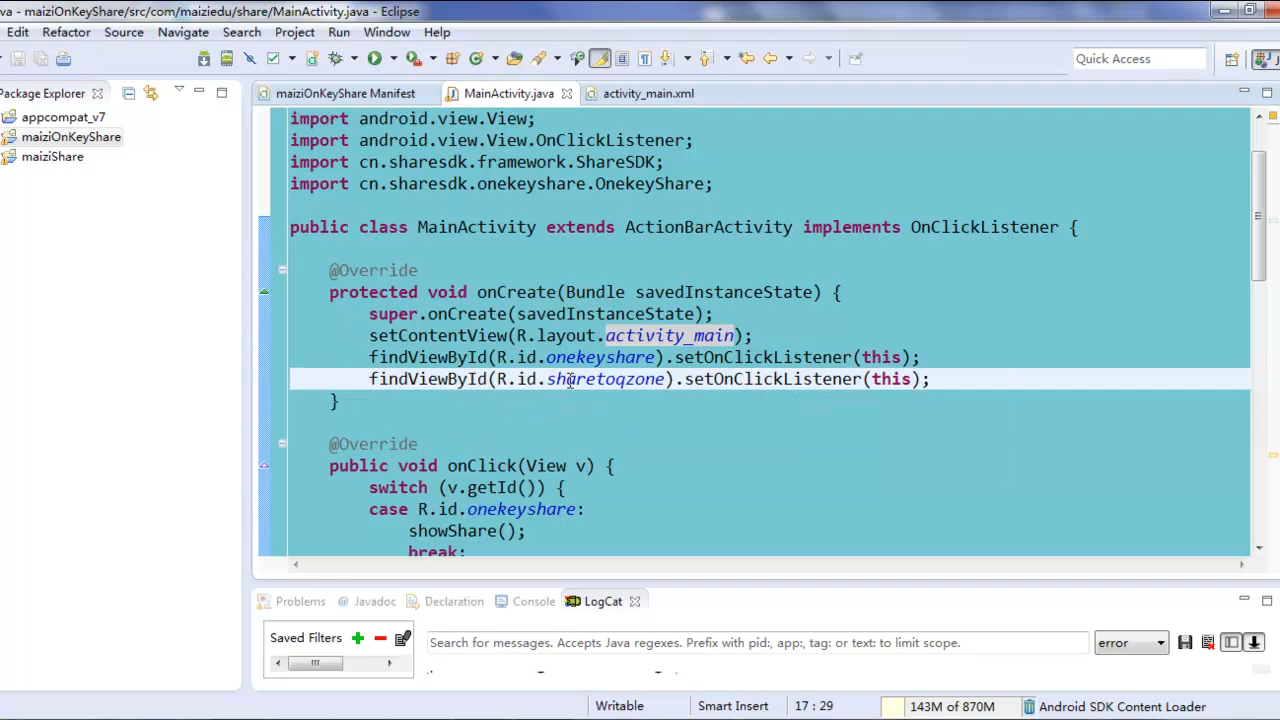 va - maiziOnKeyShare/src/com/maiziedu/share/MainActivity.java - Eclipse
Edit Refactor Source Navigate Search Project Run Window Help
Quick Access
Package Explorer
maiziOnKeyShare Manifest MainActivity.java activity_main.xml
appcompat_v7
maiziOnKeyShare
maiziShare
import android.view.View;
import android.view.View.OnClickListener;
import cn.sharesdk.framework.ShareSDK;
import cn.sharesdk.onekeyshare.OnekeyShare;
public class MainActivity extends ActionBarActivity implements OnClickListener {
@Override
protected void onCreate(Bundle savedInstanceState) {
super.onCreate(savedInstanceState);
setContentView(R.layout.activity_main);
findViewById(R.id.onekeyshare).setOnClickListener(this);
findViewById(R.id.sharetoqzone).setOnClickListener(this);
}
@Override
public void onClick(View v) {
switch (v.getId()) {
case R.id.onekeyshare:
showShare();
break;
Problems @ Javadoc Declaration Console LogCat
Saved Filters
Search for messages. Accepts Java regexes. Prefix with pid:, app:, tag: or text: to limit scope.
error
Writable Smart Insert 17 : 29 143M of 870M Android SDK Content Loader